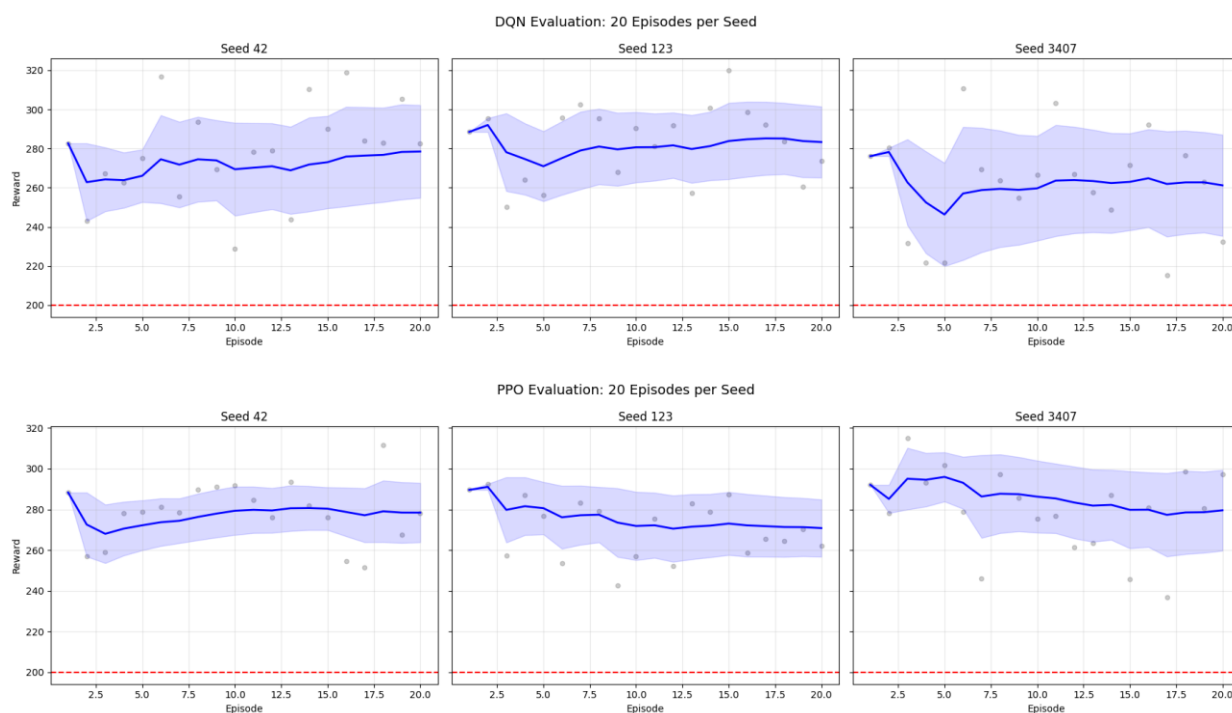 DQN Evaluation: 20 Episodes per Seed
Seed 42
Seed 123
Seed 3407
Reward
320
300
280
260
240
220
200
2.5 5.0 7.5 10.0 12.5 15.0 17.5 20.0
2.5 5.0 7.5 10.0 12.5 15.0 17.5 20.0
2.5 5.0 7.5 10.0 12.5 15.0 17.5 20.0
Episode
Episode
Episode
PPO Evaluation: 20 Episodes per Seed
Seed 42
Seed 123
Seed 3407
Reward
320
300
280
260
240
220
200
2.5 5.0 7.5 10.0 12.5 15.0 17.5 20.0
2.5 5.0 7.5 10.0 12.5 15.0 17.5 20.0
2.5 5.0 7.5 10.0 12.5 15.0 17.5 20.0
Episode
Episode
Episode